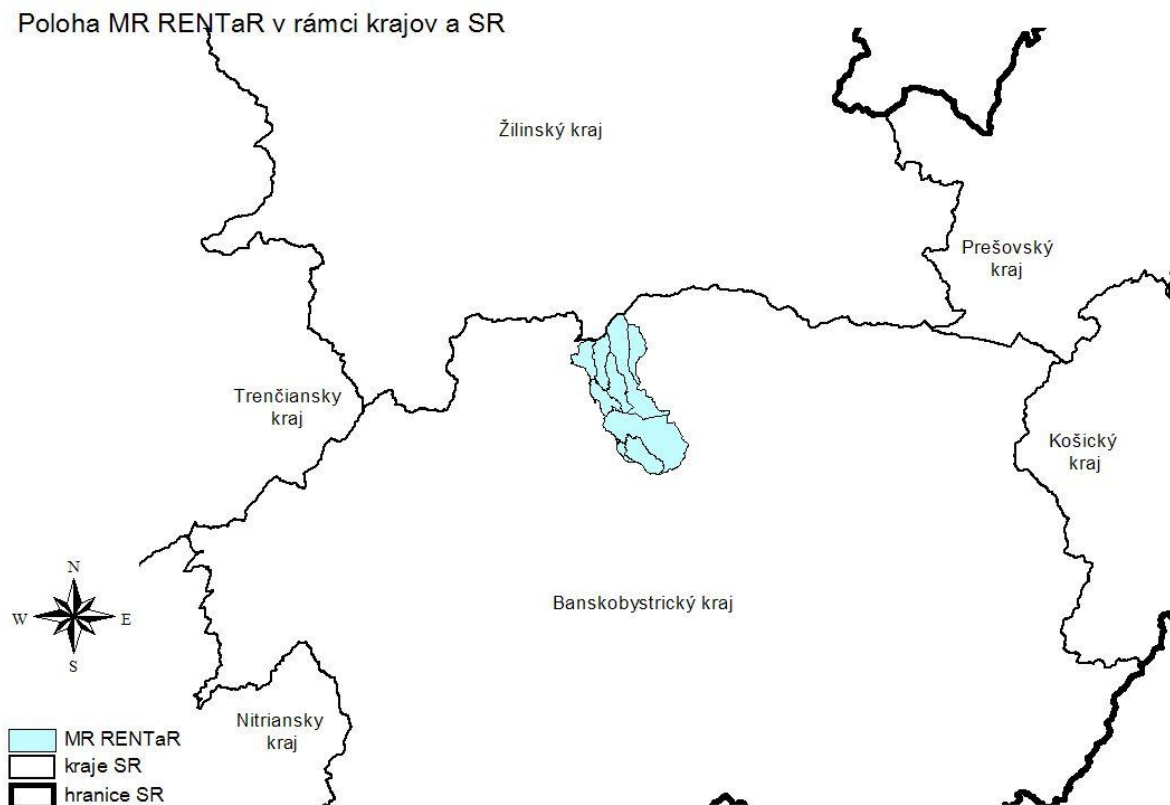 Poloha MR RENTaR v rámci krajov a SR
Žilinský kraj
Prešovský
kraj
Trenčiansky
kraj
Košický
kraj
Banskobystrický kraj
N
W
E
S
Nitriansky
kraj
MR RENTaR
kraje SR
hranice SR